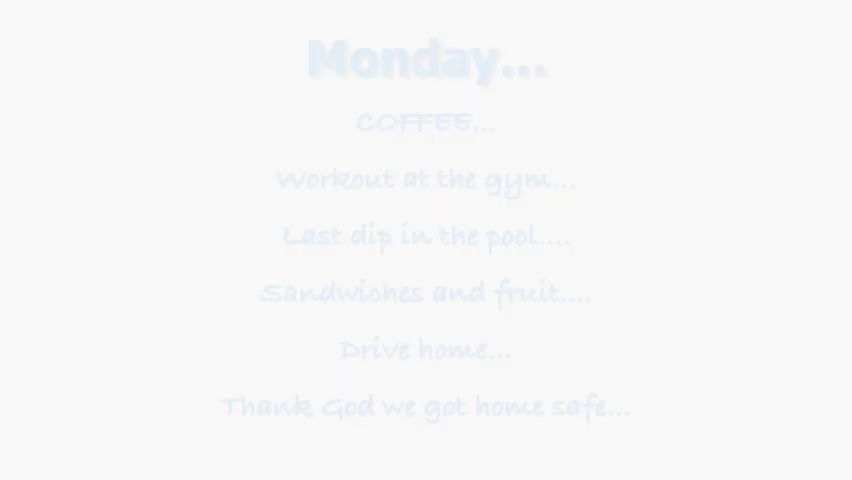 Monday...
COFFEE...
Workout at the gym...
Last dip in the pool....
Sandwiches and fruit....
Drive home...
Thank God we got home safe...